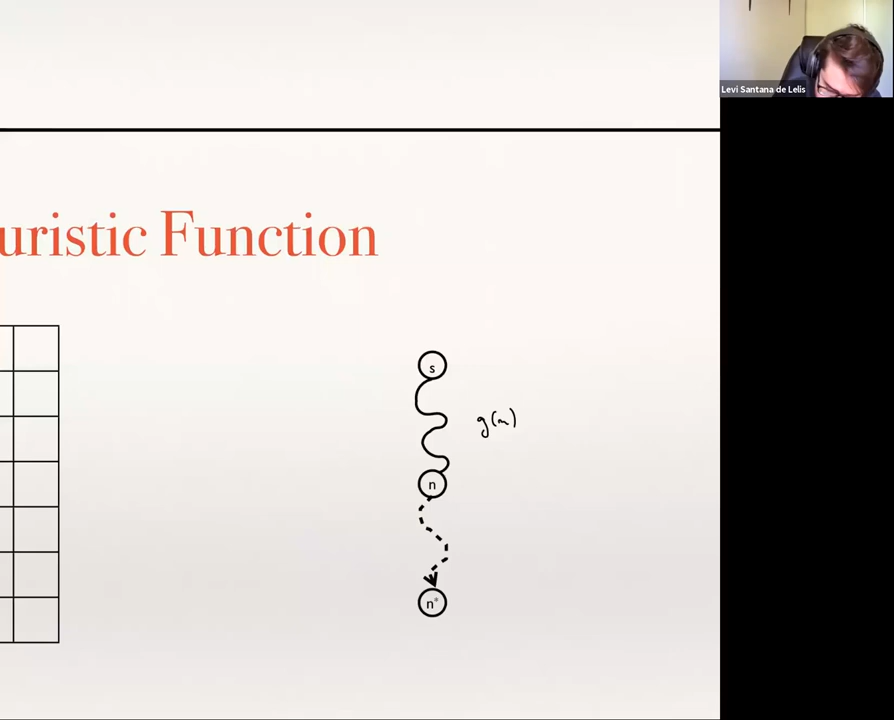 Levi Santana de Lelis
uristic Function
s
g(n)
n
n*